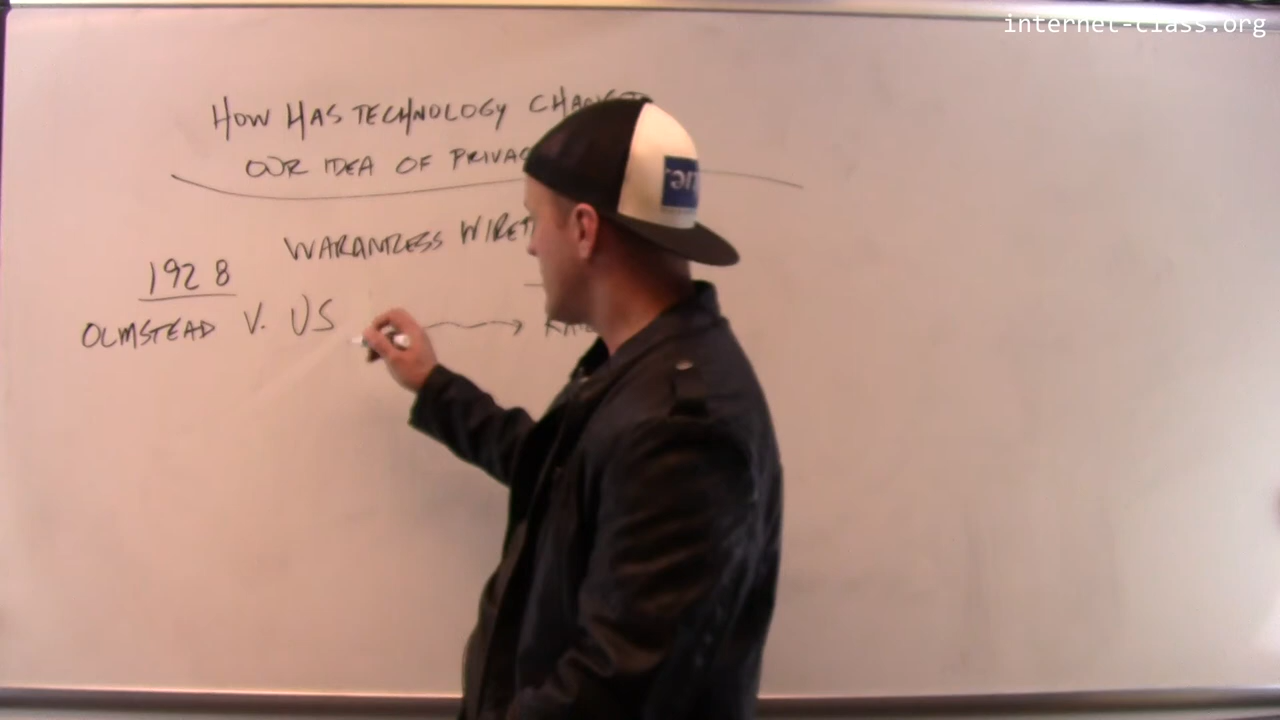 internet-class.org
HOW HAS TECHNOLOGY
OUR IDEA OF
WARANTLESS
1928
OLMSTEAD V. US